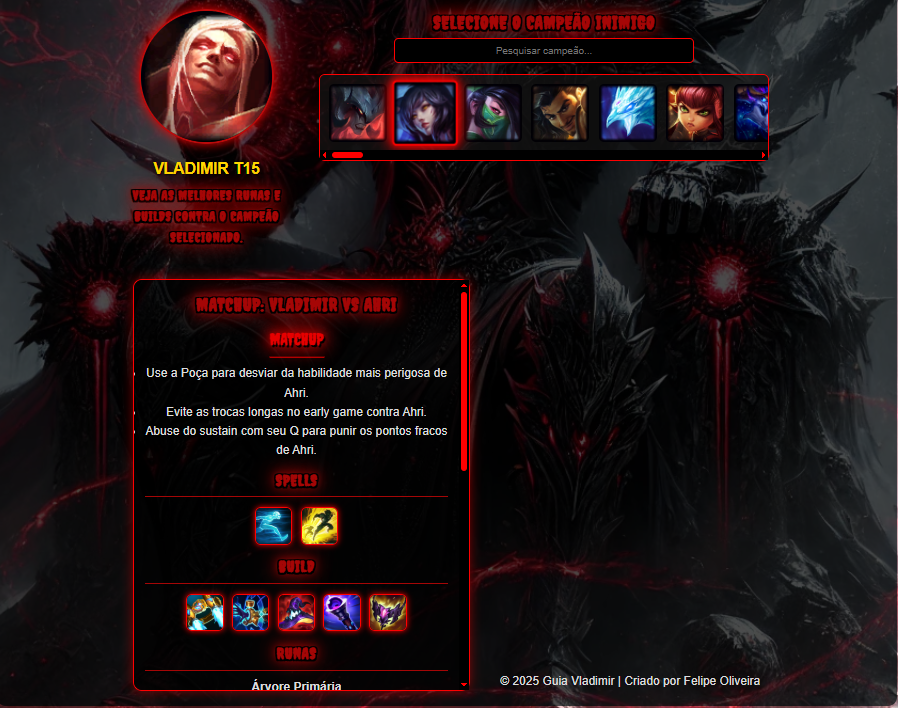 SELECIONE O CAMPEÃO INIMIGO
Pesquisar campeão...
VLADIMIR T15
VEJA AS MELHORES RUNAS E
BUILDS CONTRA O CAMPEÃO
SELECIONADO.
MATCHUP: VLADIMIR VS AHRI
MATCHUP
Use a Poça para desviar da habilidade mais perigosa de
Ahri.
Evite as trocas longas no early game contra Ahri.
Abuse do sustain com seu Q para punir os pontos fracos
de Ahri.
SPELLS
BUILD
RUNAS
Árvore Primária
© 2025 Guia Vladimir | Criado por Felipe Oliveira